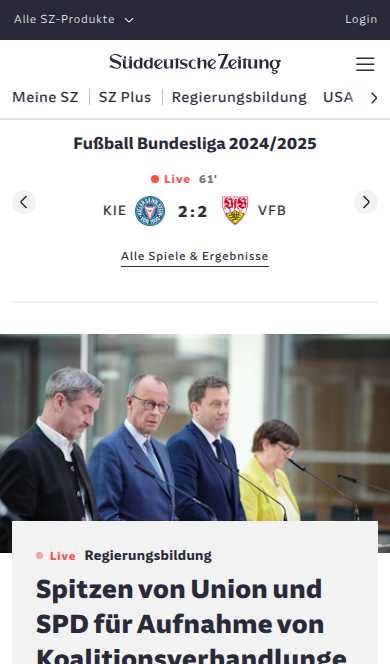 Alle SZ-Produkte
Login
Süddeutsche Zeitung
Meine SZ
SZ Plus
Regierungsbildung
USA
Fußball Bundesliga 2024/2025
Live 61'
KIE 2:2 VFB
Alle Spiele & Ergebnisse
Live Regierungsbildung
Spitzen von Union und
SPD für Aufnahme von
Koalitionsverhandlunge